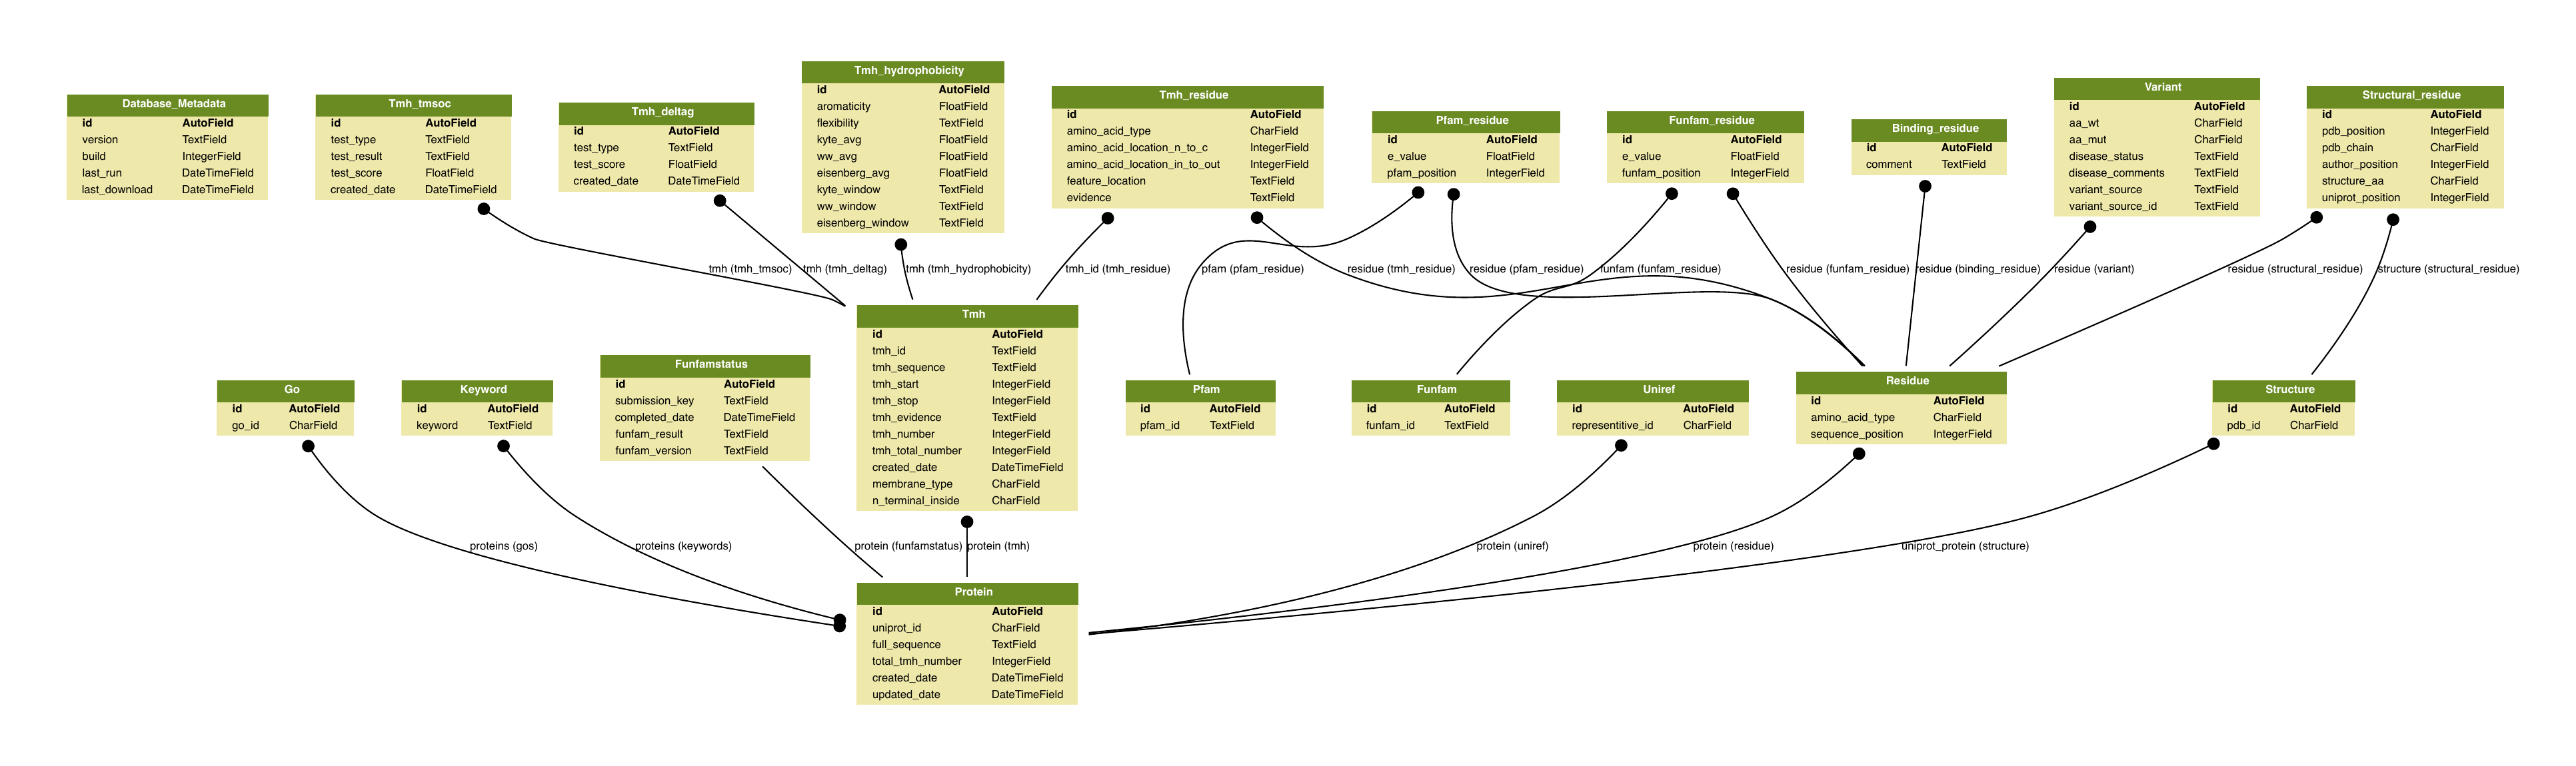 Database_Metadata
id AutoField
version TextField
build IntegerField
last_run DateTimeField
last_download DateTimeField
Tmh_tmsoc
id AutoField
test_type TextField
test_result TextField
test_score FloatField
created_date DateTimeField
Tmh_deltag
id AutoField
test_type TextField
test_score FloatField
created_date DateTimeField
Tmh_hydrophobicity
id AutoField
aromaticity FloatField
flexibility TextField
kyte_avg FloatField
ww_avg FloatField
eisenberg_avg FloatField
kyte_window TextField
ww_window TextField
eisenberg_window TextField
Tmh_residue
id AutoField
amino_acid_type CharField
amino_acid_location_n_to_c IntegerField
amino_acid_location_in_to_out IntegerField
feature_location TextField
evidence TextField
Pfam_residue
id AutoField
e_value FloatField
pfam_position IntegerField
Funfam_residue
id AutoField
e_value FloatField
funfam_position IntegerField
Binding_residue
id AutoField
comment TextField
Variant
id AutoField
aa_wt CharField
aa_mut CharField
disease_status TextField
disease_comments TextField
variant_source TextField
variant_source_id TextField
Structural_residue
id AutoField
pdb_position IntegerField
pdb_chain CharField
author_position IntegerField
structure_aa CharField
uniprot_position IntegerField
tmh (tmh_tmsoc)
tmh (tmh_deltag)
tmh (tmh_hydrophobicity)
tmh_id (tmh_residue)
pfam (pfam_residue)
residue (tmh_residue)
residue (pfam_residue)
funfam (funfam_residue)
residue (funfam_residue)
residue (binding_residue)
residue (variant)
residue (structural_residue)
structure (structural_residue)
Go
id AutoField
go_id CharField
Keyword
id AutoField
keyword TextField
Funfamstatus
id AutoField
submission_key TextField
completed_date DateTimeField
funfam_result TextField
funfam_version TextField
Tmh
id AutoField
tmh_id TextField
tmh_sequence TextField
tmh_start IntegerField
tmh_stop IntegerField
tmh_evidence TextField
tmh_number IntegerField
tmh_total_number IntegerField
created_date DateTimeField
membrane_type CharField
n_terminal_inside CharField
Pfam
id AutoField
pfam_id TextField
Funfam
id AutoField
funfam_id TextField
Uniref
id AutoField
representitive_id CharField
Residue
id AutoField
amino_acid_type CharField
sequence_position IntegerField
Structure
id AutoField
pdb_id CharField
proteins (gos)
proteins (keywords)
protein (funfamstatus)
protein (tmh)
protein (uniref)
protein (residue)
uniprot_protein (structure)
Protein
id AutoField
uniprot_id CharField
full_sequence TextField
total_tmh_number IntegerField
created_date DateTimeField
updated_date DateTimeField